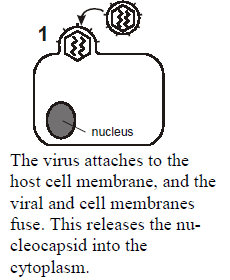 1
nucleus
The virus attaches to the
host cell membrane, and the
viral and cell membranes
fuse. This releases the nu-
cleocapsid into the
cytoplasm.